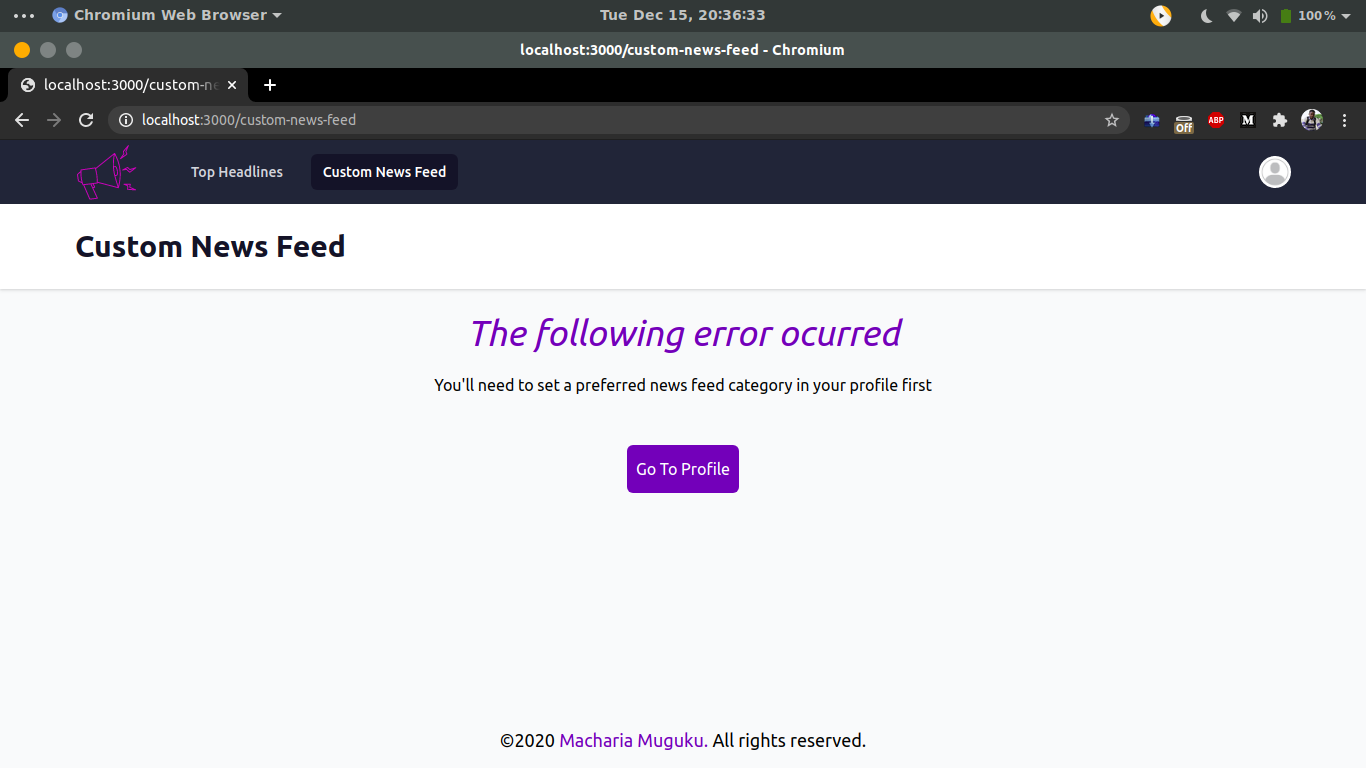 Chromium Web Browser
Tue Dec 15, 20:36:33
100 %
localhost:3000/custom-news-feed - Chromium
localhost:3000/custom-ne
localhost:3000/custom-news-feed
Off
ABP
M
Top Headlines
Custom News Feed
Custom News Feed
The following error ocurred
You'll need to set a preferred news feed category in your profile first
Go To Profile
©2020 Macharia Muguku. All rights reserved.